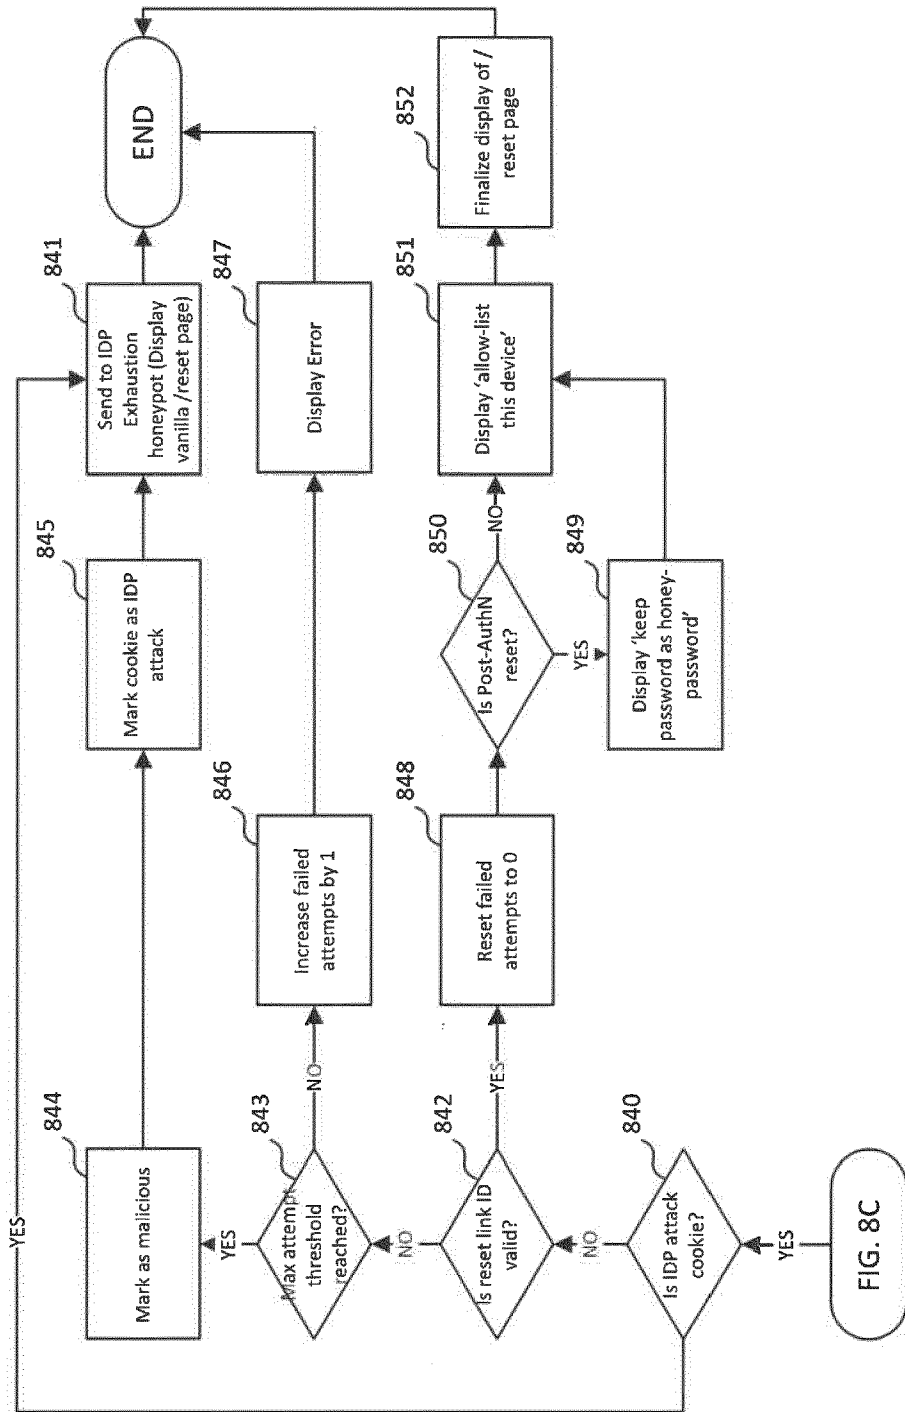 FIG. 8C
YES
840
Is IDP attack
cookie?
YES
NO
842
Is reset link ID
valid?
NO
YES
843
Max attempt
threshold
reached?
YES
NO
844
Mark as malicious
845
Mark cookie as IDP
attack
841
Send to IDP
Exhaustion
honeypot (Display
vanilla /reset page)
END
846
Increase failed
attempts by 1
847
Display Error
848
Reset failed
attempts to 0
850
Is Post-AuthN
reset?
NO
YES
849
Display ‘keep
password as honey-
password’
851
Display ‘allow-list
this device’
852
Finalize display of /
reset page